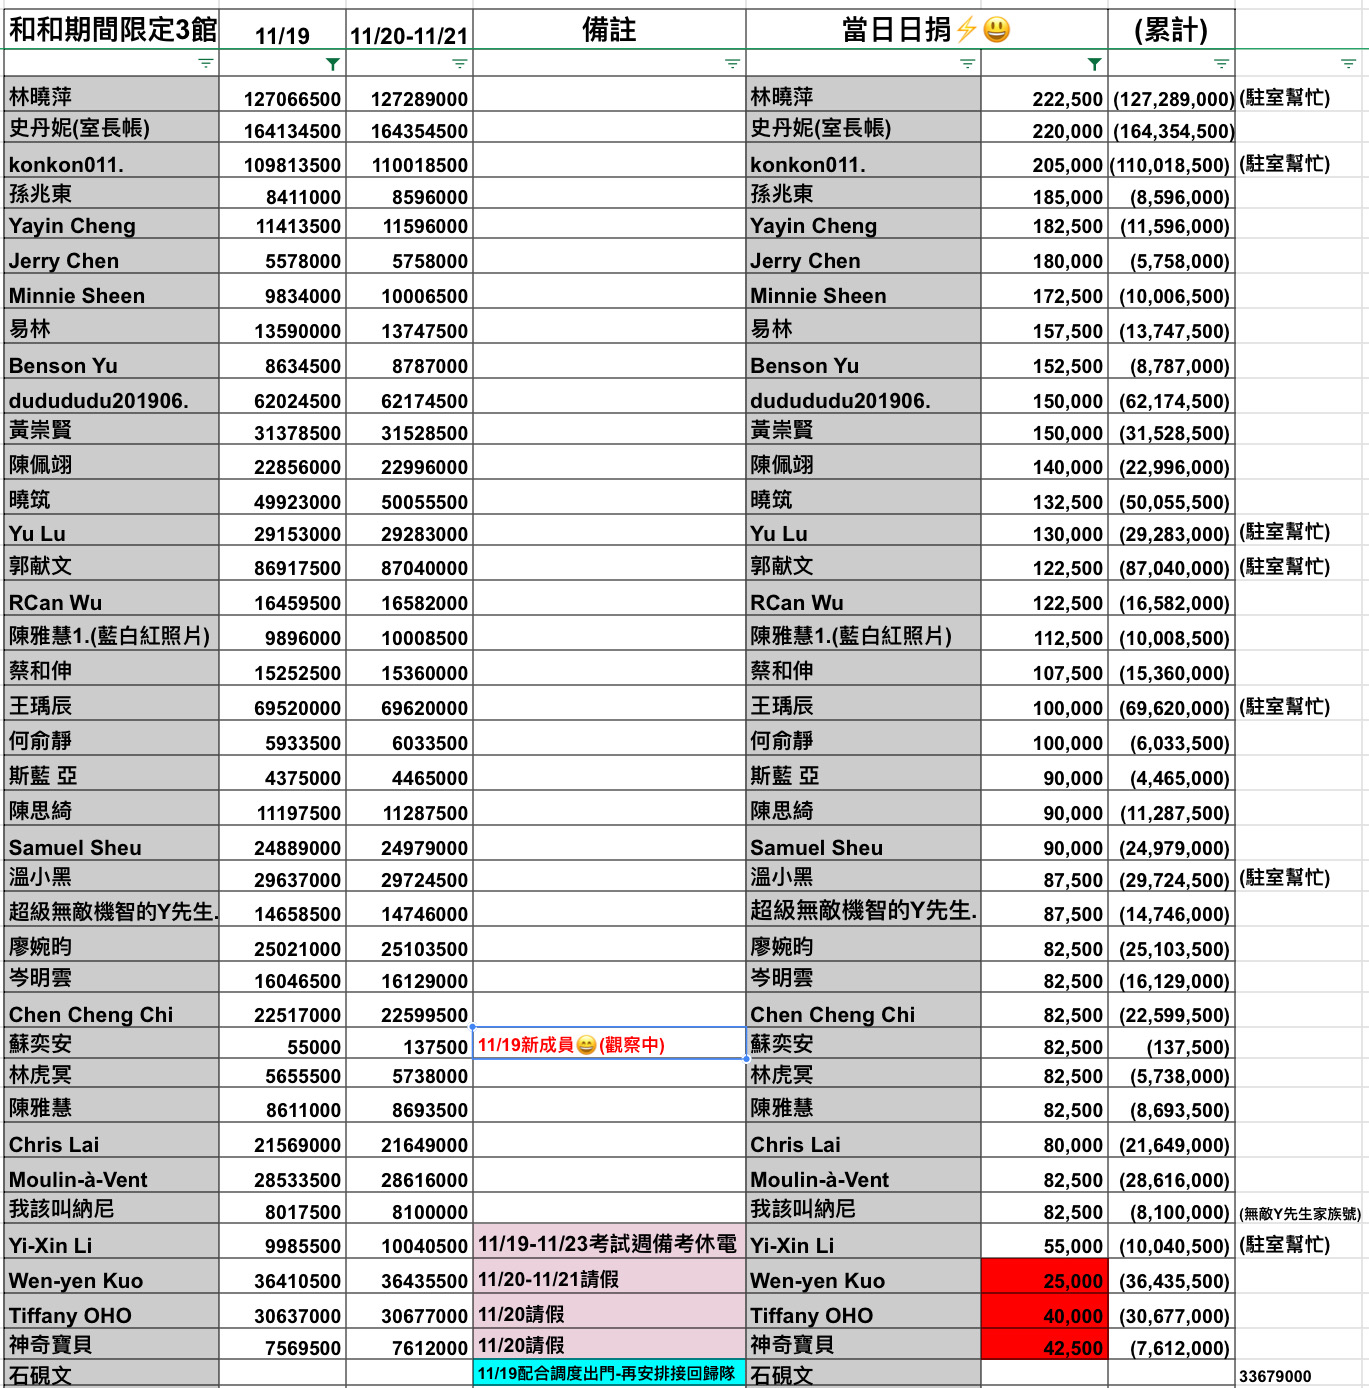 和和期間限定3館 11/19 11/20-11/21 備註 當日日捐⚡😃 (累計)
林曉萍 127066500 127289000 林曉萍 222,500 (127,289,000) (駐室幫忙)
史丹妮(室長帳) 164134500 164354500 史丹妮(室長帳) 220,000 (164,354,500)
konkon011. 109813500 110018500 konkon011. 205,000 (110,018,500) (駐室幫忙)
孫兆東 8411000 8596000 孫兆東 185,000 (8,596,000)
Yayin Cheng 11413500 11596000 Yayin Cheng 182,500 (11,596,000)
Jerry Chen 5578000 5758000 Jerry Chen 180,000 (5,758,000)
Minnie Sheen 9834000 10006500 Minnie Sheen 172,500 (10,006,500)
易林 13590000 13747500 易林 157,500 (13,747,500)
Benson Yu 8634500 8787000 Benson Yu 152,500 (8,787,000)
dudududu201906. 62024500 62174500 dudududu201906. 150,000 (62,174,500)
黃崇賢 31378500 31528500 黃崇賢 150,000 (31,528,500)
陳佩翊 22856000 22996000 陳佩翊 140,000 (22,996,000)
曉筑 49923000 50055500 曉筑 132,500 (50,055,500)
Yu Lu 29153000 29283000 Yu Lu 130,000 (29,283,000) (駐室幫忙)
郭献文 86917500 87040000 郭献文 122,500 (87,040,000) (駐室幫忙)
RCan Wu 16459500 16582000 RCan Wu 122,500 (16,582,000)
陳雅慧1.(藍白紅照片) 9896000 10008500 陳雅慧1.(藍白紅照片) 112,500 (10,008,500)
蔡和伸 15252500 15360000 蔡和伸 107,500 (15,360,000)
王瑀辰 69520000 69620000 王瑀辰 100,000 (69,620,000) (駐室幫忙)
何俞靜 5933500 6033500 何俞靜 100,000 (6,033,500)
斯藍 亞 4375000 4465000 斯藍 亞 90,000 (4,465,000)
陳思綺 11197500 11287500 陳思綺 90,000 (11,287,500)
Samuel Sheu 24889000 24979000 Samuel Sheu 90,000 (24,979,000)
溫小黑 29637000 29724500 溫小黑 87,500 (29,724,500) (駐室幫忙)
超級無敵機智的Y先生. 14658500 14746000 超級無敵機智的Y先生. 87,500 (14,746,000)
廖婉昀 25021000 25103500 廖婉昀 82,500 (25,103,500)
岑明雲 16046500 16129000 岑明雲 82,500 (16,129,000)
Chen Cheng Chi 22517000 22599500 Chen Cheng Chi 82,500 (22,599,500)
蘇奕安 55000 137500 11/19新成員😄(觀察中) 蘇奕安 82,500 (137,500)
林虎冥 5655500 5738000 林虎冥 82,500 (5,738,000)
陳雅慧 8611000 8693500 陳雅慧 82,500 (8,693,500)
Chris Lai 21569000 21649000 Chris Lai 80,000 (21,649,000)
Moulin-à-Vent 28533500 28616000 Moulin-à-Vent 82,500 (28,616,000)
我該叫納尼 8017500 8100000 我該叫納尼 82,500 (8,100,000) (無敵Y先生家族號)
Yi-Xin Li 9985500 10040500 11/19-11/23考試週備考休電 Yi-Xin Li 55,000 (10,040,500) (駐室幫忙)
Wen-yen Kuo 36410500 36435500 11/20-11/21請假 Wen-yen Kuo 25,000 (36,435,500)
Tiffany OHO 30637000 30677000 11/20請假 Tiffany OHO 40,000 (30,677,000)
神奇寶貝 7569500 7612000 11/20請假 神奇寶貝 42,500 (7,612,000)
石硯文 11/19配合調度出門-再安排接回歸隊 石硯文 33679000